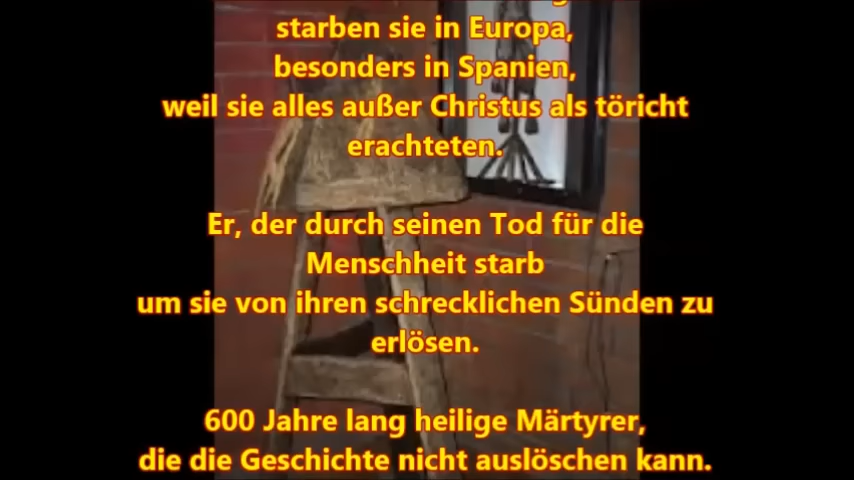 starben sie in Europa,
besonders in Spanien,
weil sie alles außer Christus als töricht
erachteten.
Er, der durch seinen Tod für die
Menschheit starb
um sie von ihren schrecklichen Sünden zu
erlösen.
600 Jahre lang heilige Märtyrer,
die die Geschichte nicht auslöschen kann.